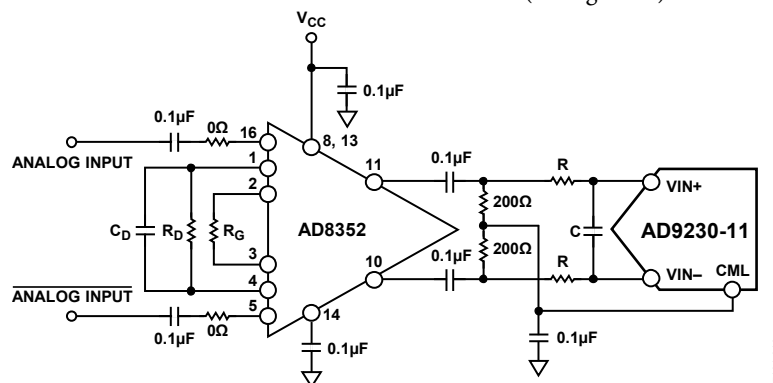 VCC
0.1µF
0.1µF
0Ω
16
8, 13
ANALOG INPUT
1
11
0.1µF
R
2
VIN+
200Ω
CD
RD
RG
AD8352
C
AD9230-11
200Ω
3
ANALOG INPUT
4
10
R
VIN–
CML
5
14
0.1µF
0.1µF
0Ω
0.1µF
0.1µF